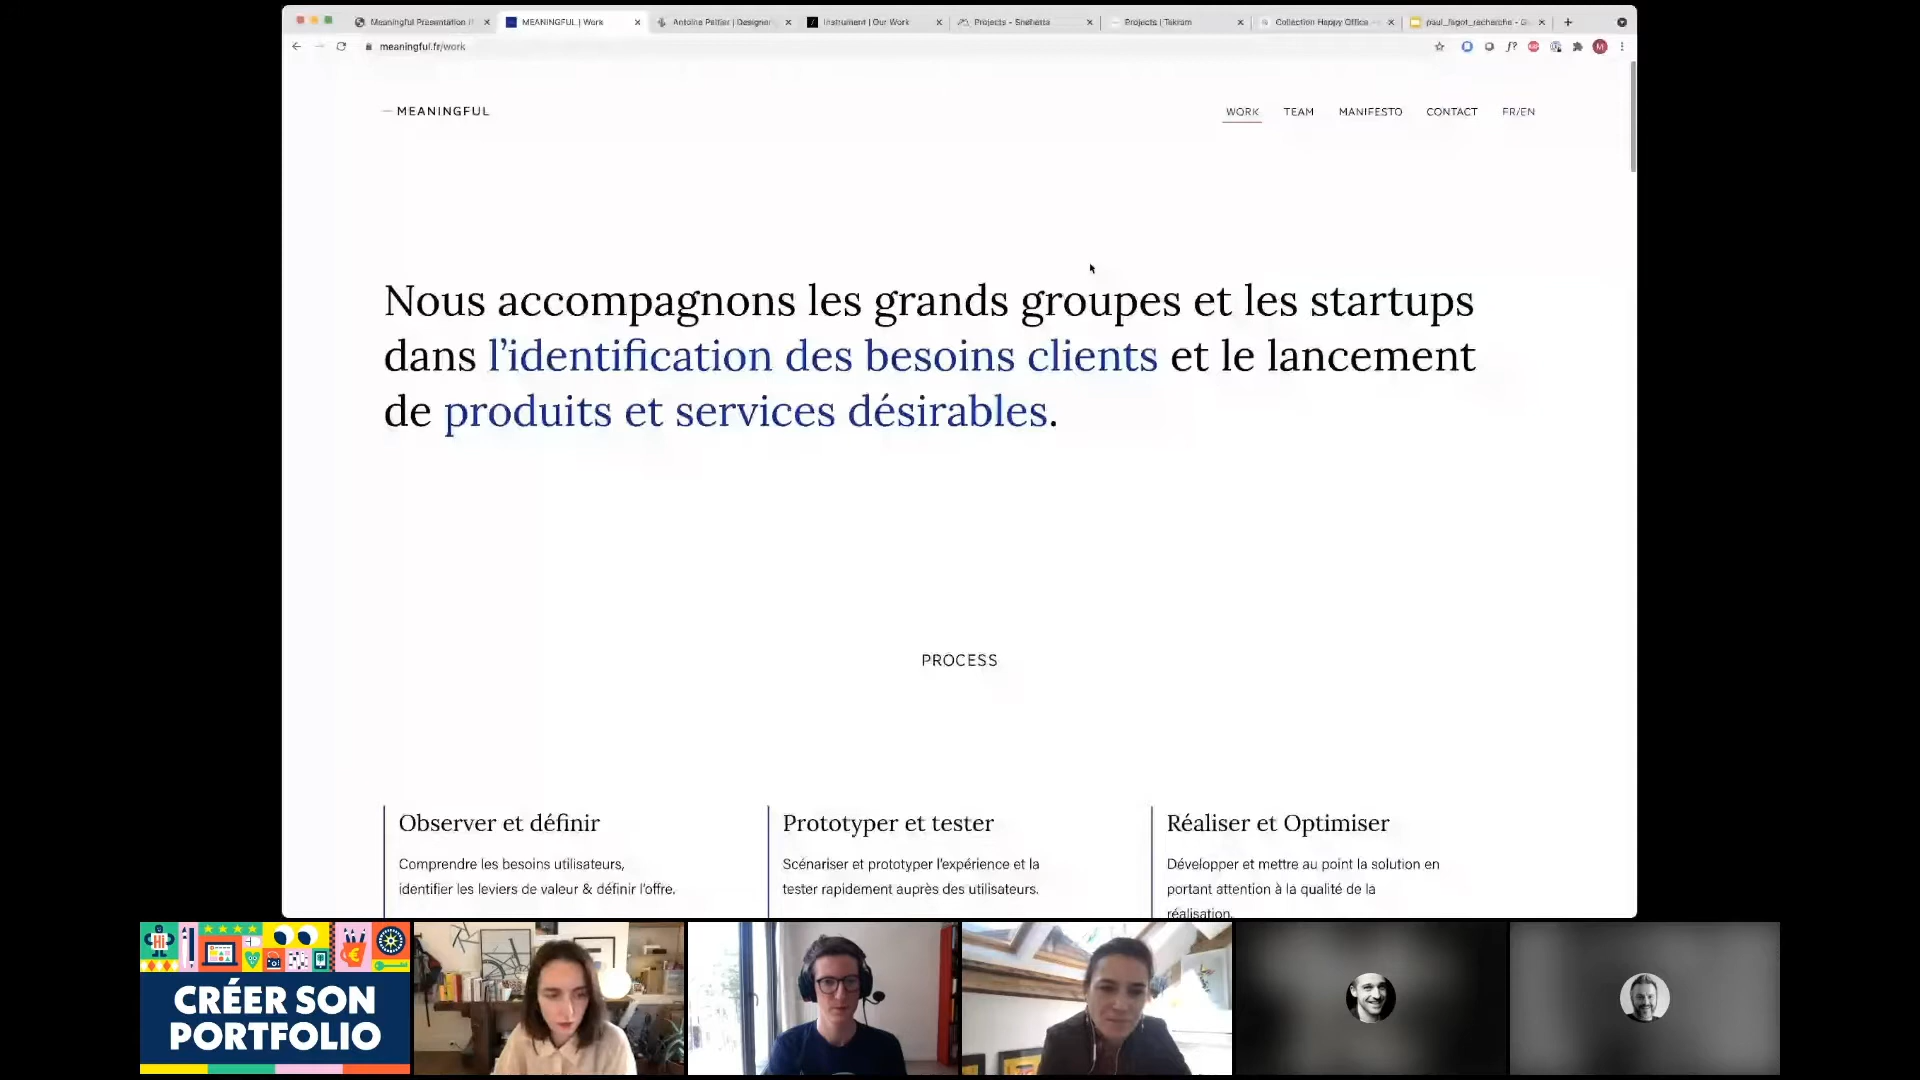 Meaningful Presentation
MEANINGFUL | Work
Antoine Peltier | Designer
Instrument | Our Work
Projects - Snøhetta
Projects | Takram
Collection Happy Office
meaningful.fr/work
f?
M
— MEANINGFUL
WORK
TEAM
MANIFESTO
CONTACT
FR/EN
Nous accompagnons les grands groupes et les startups
dans l’identification des besoins clients et le lancement
de produits et services désirables.
PROCESS
Observer et définir
Comprendre les besoins utilisateurs,
identifier les leviers de valeur & définir l’offre.
Prototyper et tester
Scénariser et prototyper l’expérience et la
tester rapidement auprès des utilisateurs.
Réaliser et Optimiser
Développer et mettre au point la solution en
portant attention à la qualité de la
réalisation.
Hi
CRÉER SON
PORTFOLIO